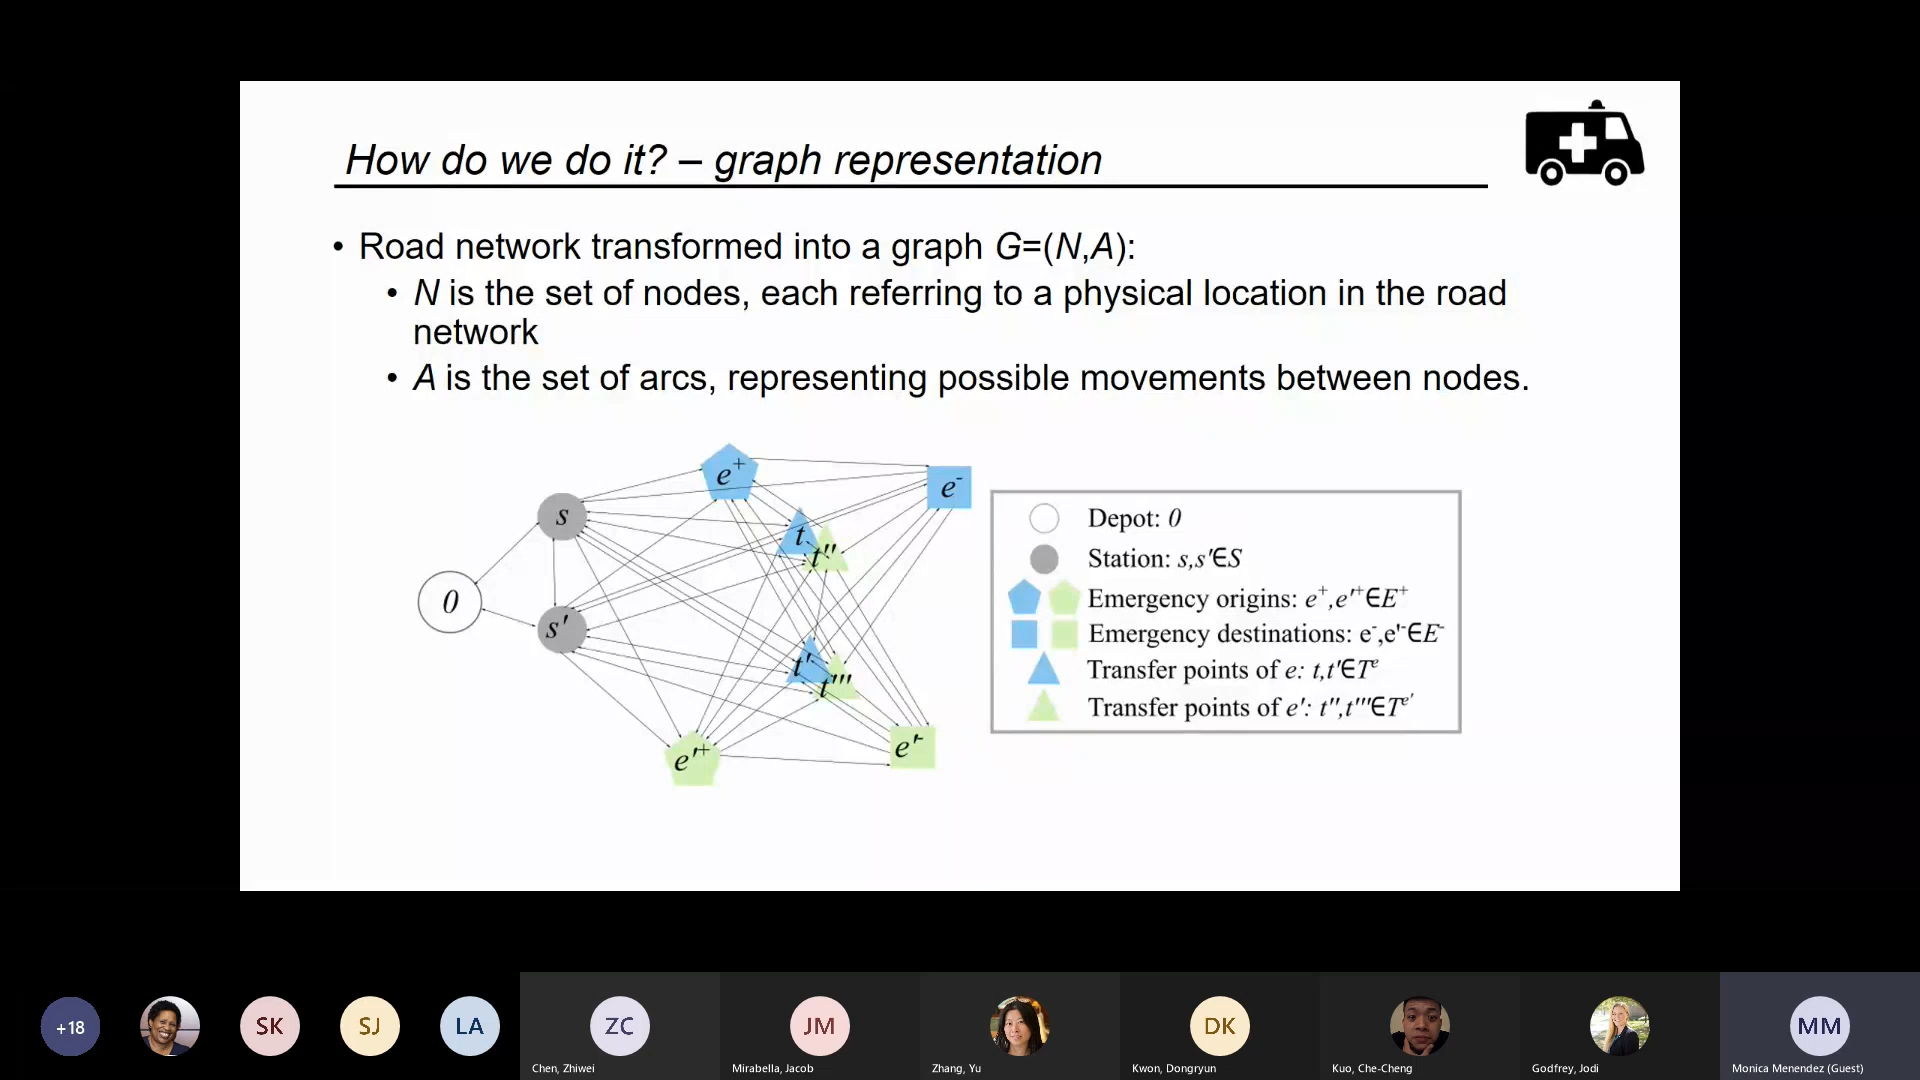 How do we do it? – graph representation
• Road network transformed into a graph G=(N,A):
• N is the set of nodes, each referring to a physical location in the road
network
• A is the set of arcs, representing possible movements between nodes.
e⁺
e⁻
s
t
t''
0
s'
t'
t'''
e'⁺
e'⁻
Depot: 0
Station: s,s'∈S
Emergency origins: e⁺,e'⁺∈E⁺
Emergency destinations: e⁻,e'⁻∈E⁻
Transfer points of e: t,t'∈Tᵉ
Transfer points of e': t'',t'''∈Tᵉ'
+18
SK
SJ
LA
ZC
JM
DK
MM
Chen, Zhiwei
Mirabella, Jacob
Zhang, Yu
Kwon, Dongryun
Kuo, Che-Cheng
Godfrey, Jodi
Monica Menendez (Guest)